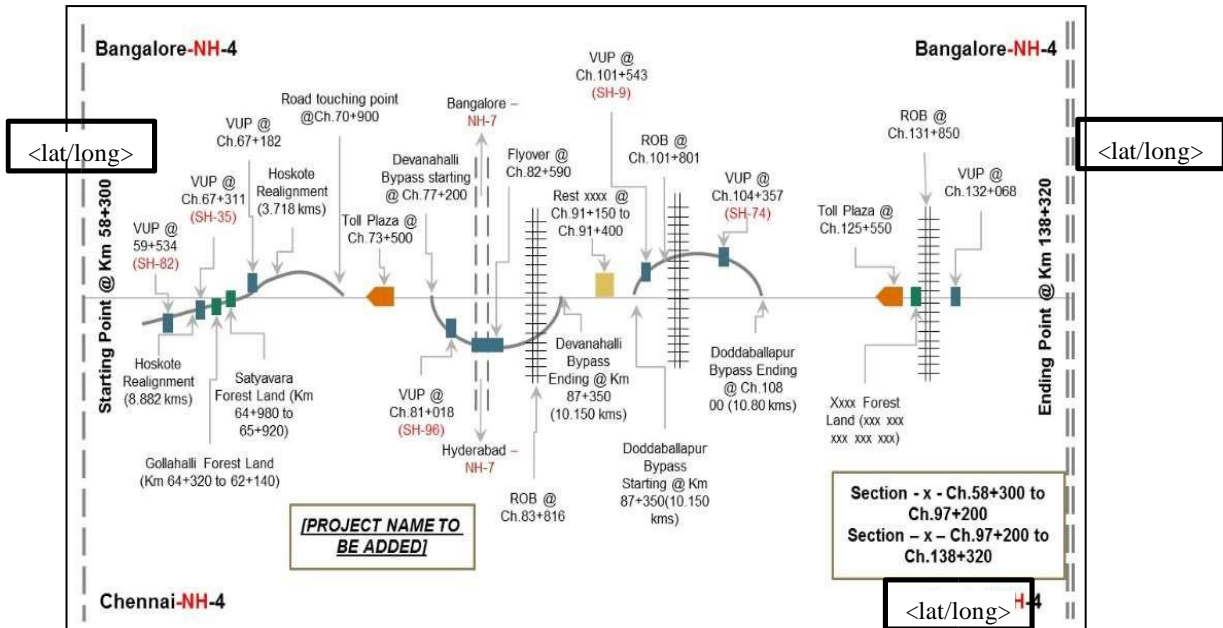 Bangalore-NH-4
Bangalore-NH-4
<lat/long>
<lat/long>
Starting Point @ Km 58+300
Ending Point @ Km 138+320
VUP @
59+534
(SH-82)
VUP @
Ch.67+311
(SH-35)
VUP @
Ch.67+182
Hoskote
Realignment
(3.718 kms)
Road touching point
@Ch.70+900
Toll Plaza @
Ch.73+500
Devanahalli
Bypass starting
@ Ch.77+200
Bangalore –
NH-7
Flyover @
Ch.82+590
VUP @
Ch.101+543
(SH-9)
Rest xxxx @
Ch.91+150 to
Ch.91+400
ROB @
Ch.101+801
VUP @
Ch.104+357
(SH-74)
Toll Plaza @
Ch.125+550
ROB @
Ch.131+850
VUP @
Ch.132+068
Hoskote
Realignment
(8.882 kms)
Gollahalli Forest Land
(Km 64+320 to 62+140)
Satyavara
Forest Land (Km
64+980 to
65+920)
VUP @
Ch.81+018
(SH-96)
Hyderabad –
NH-7
ROB @
Ch.83+816
Devanahalli
Bypass
Ending @ Km
87+350
(10.150 kms)
Doddaballapur
Bypass
Starting @ Km
87+350(10.150
kms)
Doddaballapur
Bypass Ending
@ Ch.108
00 (10.80 kms)
Xxxx Forest
Land (xxx xxx
xxx xxx xxx)
[PROJECT NAME TO
BE ADDED]
Section - x - Ch.58+300 to
Ch.97+200
Section – x – Ch.97+200 to
Ch.138+320
Chennai-NH-4
<lat/long>
H-4